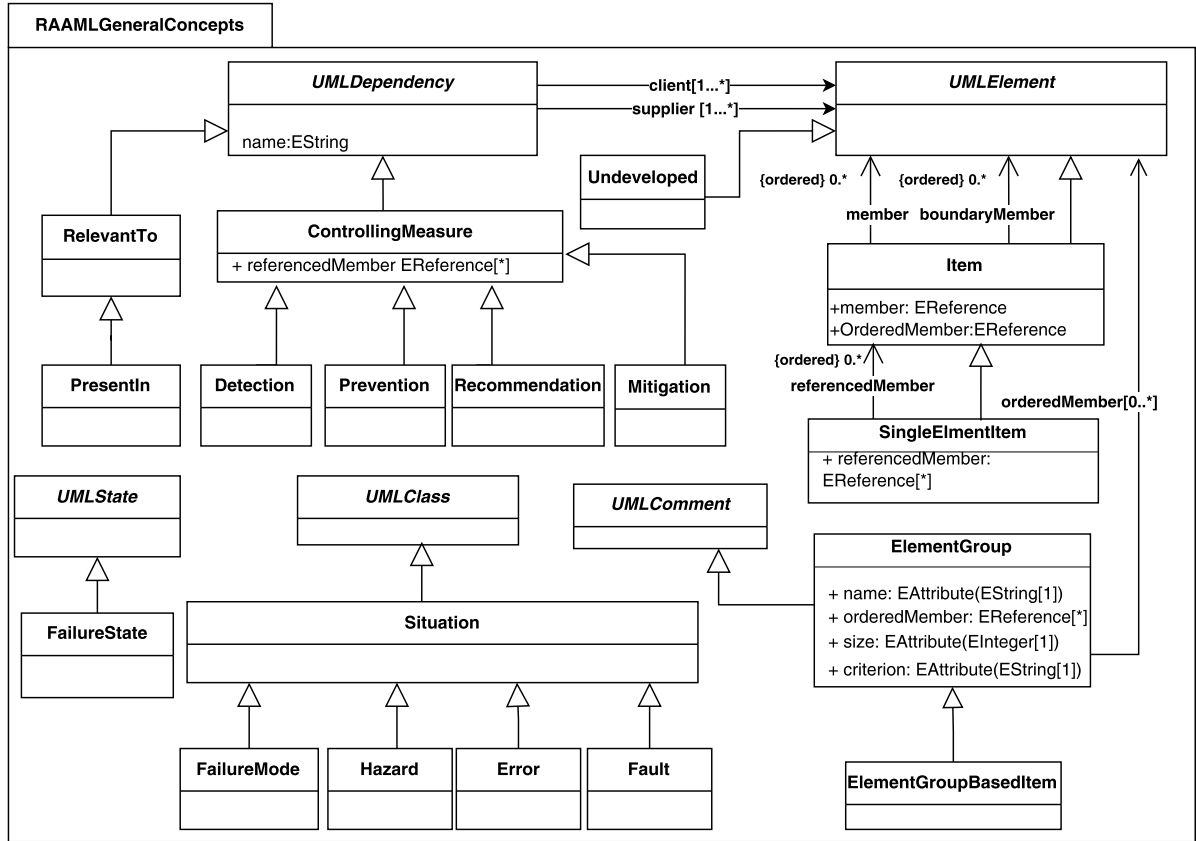 RAAMLGeneralConcepts
UMLDependency
name:EString
client[1...*]
supplier [1...*]
UMLElement
Undeveloped
{ordered} 0.*
{ordered} 0.*
member
boundaryMember
RelevantTo
ControllingMeasure
+ referencedMember EReference[*]
Item
+member: EReference
+OrderedMember:EReference
{ordered} 0.*
referencedMember
orderedMember[0..*]
PresentIn
Detection
Prevention
Recommendation
Mitigation
SingleElmentItem
+ referencedMember:
EReference[*]
UMLState
UMLClass
UMLComment
ElementGroup
+ name: EAttribute(EString[1])
+ orderedMember: EReference[*]
+ size: EAttribute(EInteger[1])
+ criterion: EAttribute(EString[1])
FailureState
Situation
FailureMode
Hazard
Error
Fault
ElementGroupBasedItem